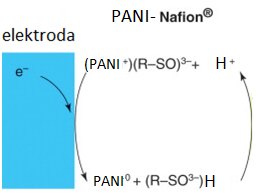 PANI- Nafion®
elektroda
e⁻
(PANI⁺)(R–SO)³⁻+ H⁺
PANI⁰ + (R–SO³⁻)H